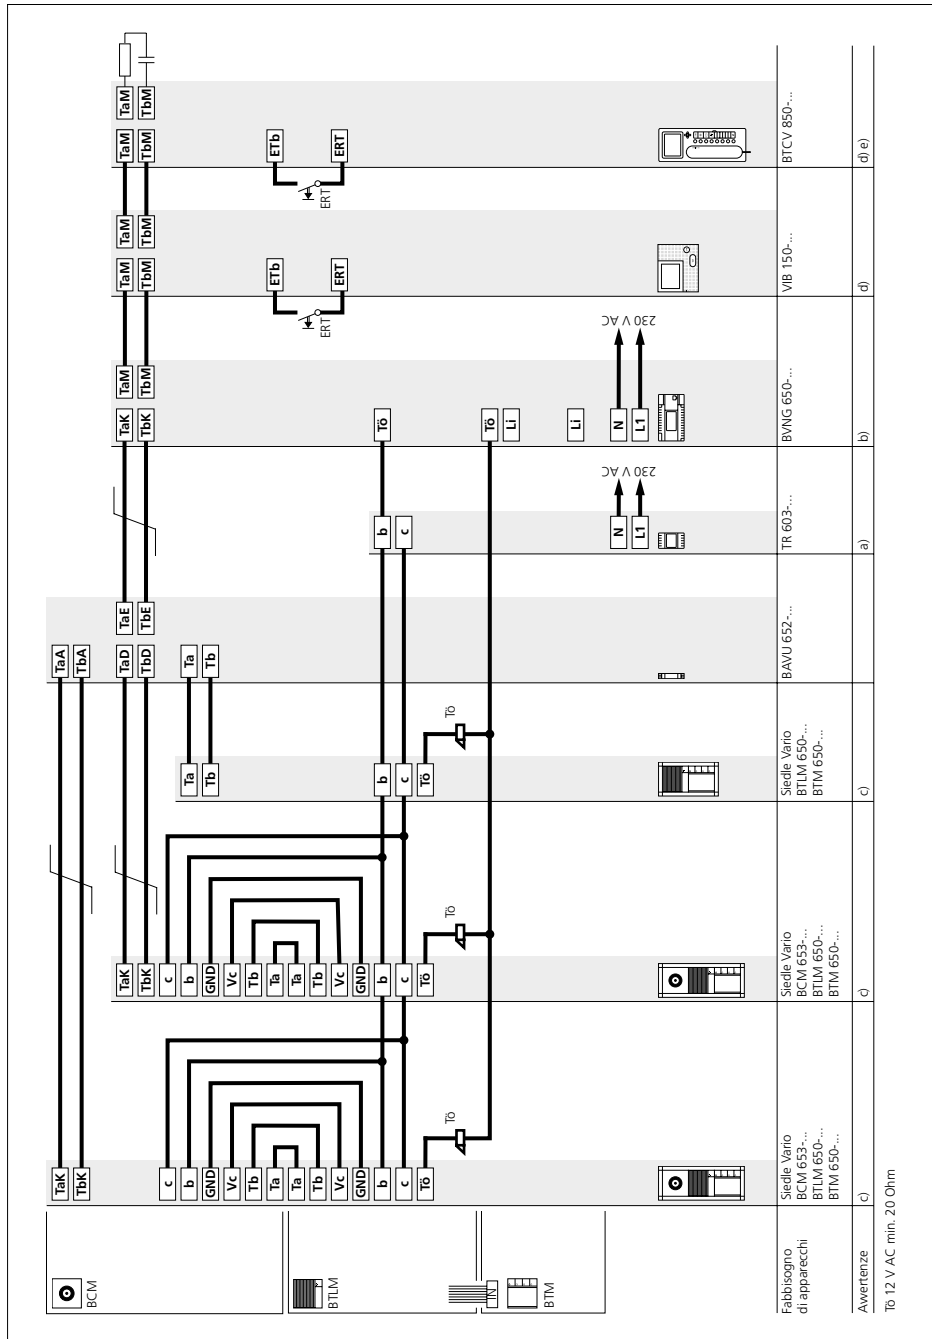 BCM
BTLM
IN
BTM
TaK
TbK
c
b
GND
Vc
Tb
Ta
Ta
Tb
Vc
GND
b
c
Tö
Tö
TaK
TbK
c
b
GND
Vc
Tb
Ta
Ta
Tb
Vc
GND
b
c
Tö
Tö
Ta
Tb
b
c
Tö
Tö
TaA
TbA
TaD
TbD
Ta
Tb
TaE
TbE
b
c
N
L1
230 V AC
TaK
TbK
Tö
Tö
Li
Li
N
L1
230 V AC
TaM
TbM
TaM
TbM
ETb
ERT
ERT
TaM
TbM
TaM
TbM
ETb
ERT
ERT
TaM
TbM
Fabbisogno
di apparecchi
Siedle Vario
BCM 653-...
BTLM 650-...
BTM 650-...
Siedle Vario
BCM 653-...
BTLM 650-...
BTM 650-...
Siedle Vario
BTLM 650-...
BTM 650-...
BAVU 652-...
TR 603-...
BVNG 650-...
VIB 150-...
BTCV 850-...
Awertenze
c)
c)
c)
a)
b)
d)
d) e)
Tö 12 V AC min. 20 Ohm